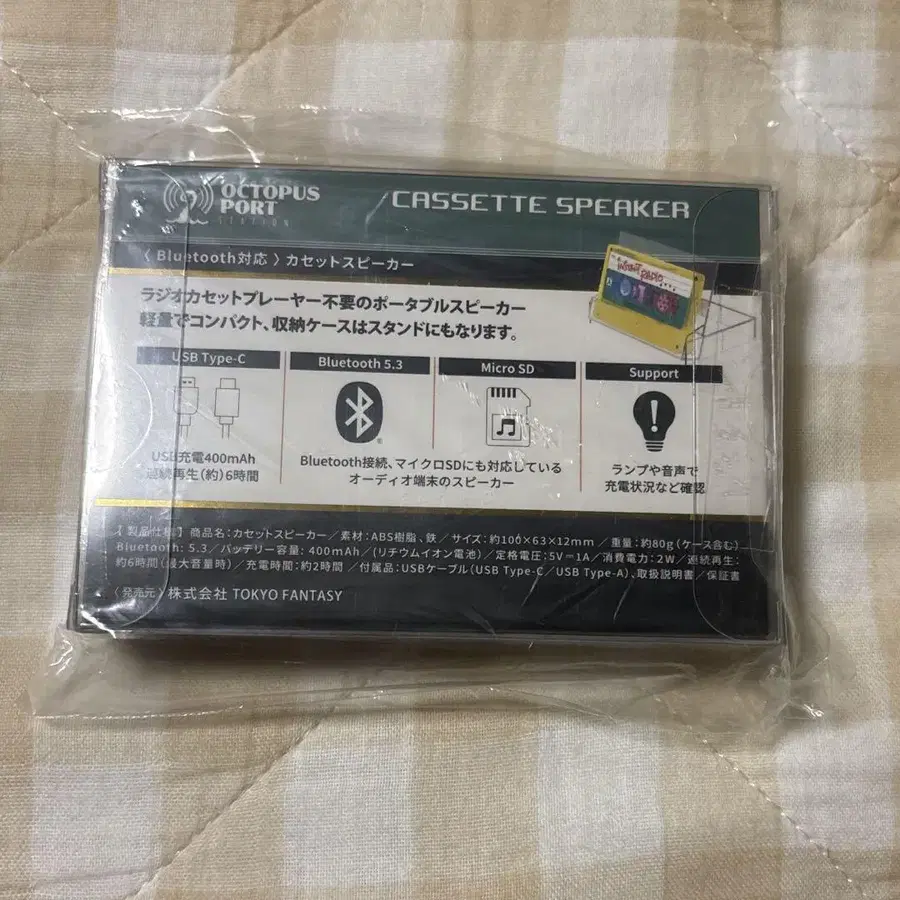 OCTOPUS
PORT
/CASSETTE SPEAKER
〈 Bluetooth対応 〉カセットスピーカー
INSTANT RADIO
ラジオカセットプレーヤー不要のポータブルスピーカー
軽量でコンパクト、収納ケースはスタンドにもなります。
USB Type-C
Bluetooth 5.3
Micro SD
Support
USB充電400mAh
連続再生(約)6時間
Bluetooth接続、マイクロSDにも対応している
オーディオ端末のスピーカー
ランプや音声で
充電状況など確認
【製品仕様】商品名:カセットスピーカー/素材:ABS樹脂、鉄/サイズ:約100×63×12mm/重量:約80g(ケース含む)
Bluetooth: 5.3/バッテリー容量: 400mAh/(リチウムイオン電池)/定格電圧:5V=1A/消費電力:2W/連続再生:
約6時間(最大音量時)/充電時間:約2時間/付属品:USBケーブル(USB Type-C/USB Type-A)、取扱説明書/保証書
〈発売元〉株式会社 TOKYO FANTASY